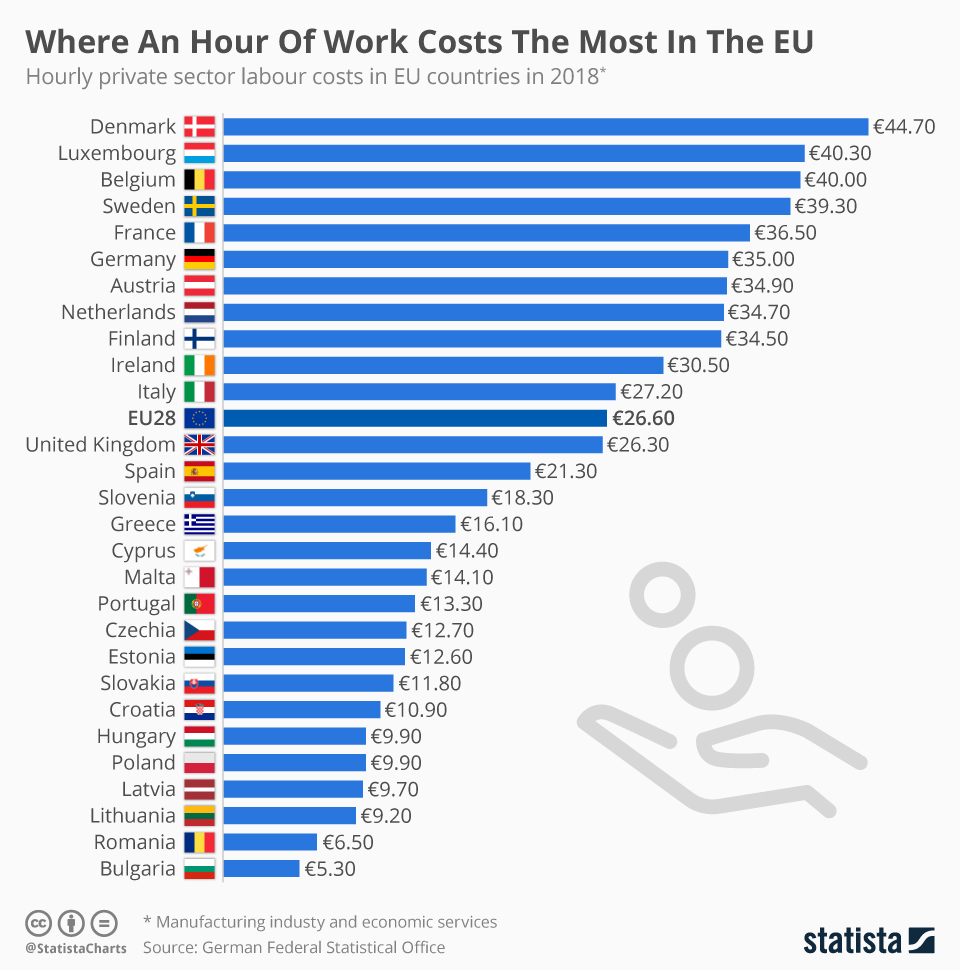 Where An Hour Of Work Costs The Most In The EU
Hourly private sector labour costs in EU countries in 2018*
Denmark €44.70
Luxembourg €40.30
Belgium €40.00
Sweden €39.30
France €36.50
Germany €35.00
Austria €34.90
Netherlands €34.70
Finland €34.50
Ireland €30.50
Italy €27.20
EU28 €26.60
United Kingdom €26.30
Spain €21.30
Slovenia €18.30
Greece €16.10
Cyprus €14.40
Malta €14.10
Portugal €13.30
Czechia €12.70
Estonia €12.60
Slovakia €11.80
Croatia €10.90
Hungary €9.90
Poland €9.90
Latvia €9.70
Lithuania €9.20
Romania €6.50
Bulgaria €5.30
cc
@StatistaCharts
* Manufacturing industy and economic services
Source: German Federal Statistical Office
statista